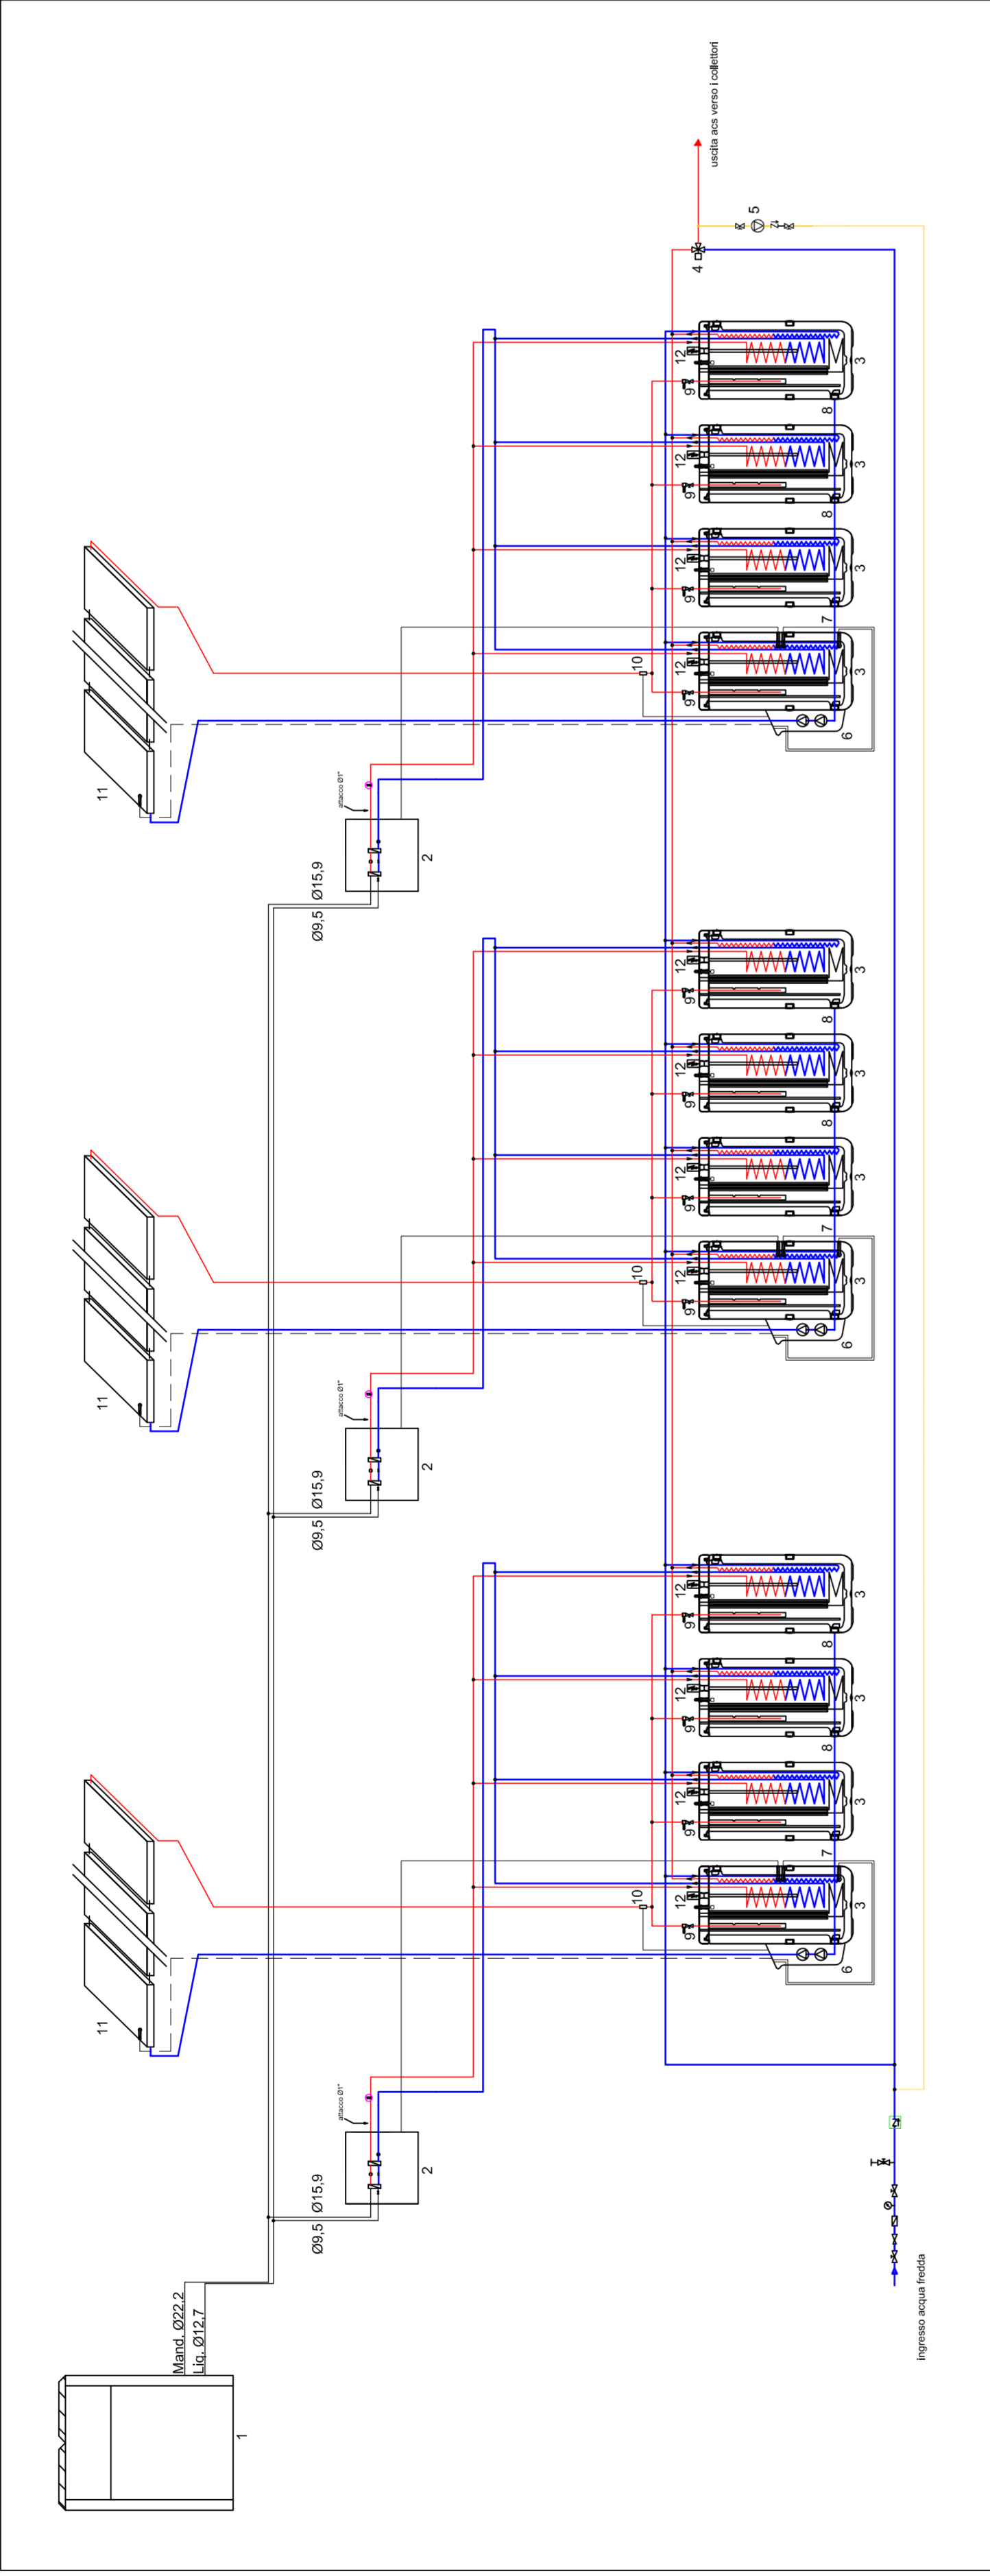 11 11 11
Mand. Ø22,2
Liq. Ø12,7
1
Ø9,5 Ø15,9 Ø9,5 Ø15,9 Ø9,5 Ø15,9
attacco Ø1" attacco Ø1" attacco Ø1"
2 2 2
10 10 10
12 12 12 12 12 12 12 12 12 12 12 12
9 9 9 9 9 9 9 9 9 9 9 9
4
uscita acs verso i collettori
5
7 8 8 7 8 8 7 8 8
6 6 6
3 3 3 3 3 3 3 3 3 3 3 3
ingresso acqua fredda